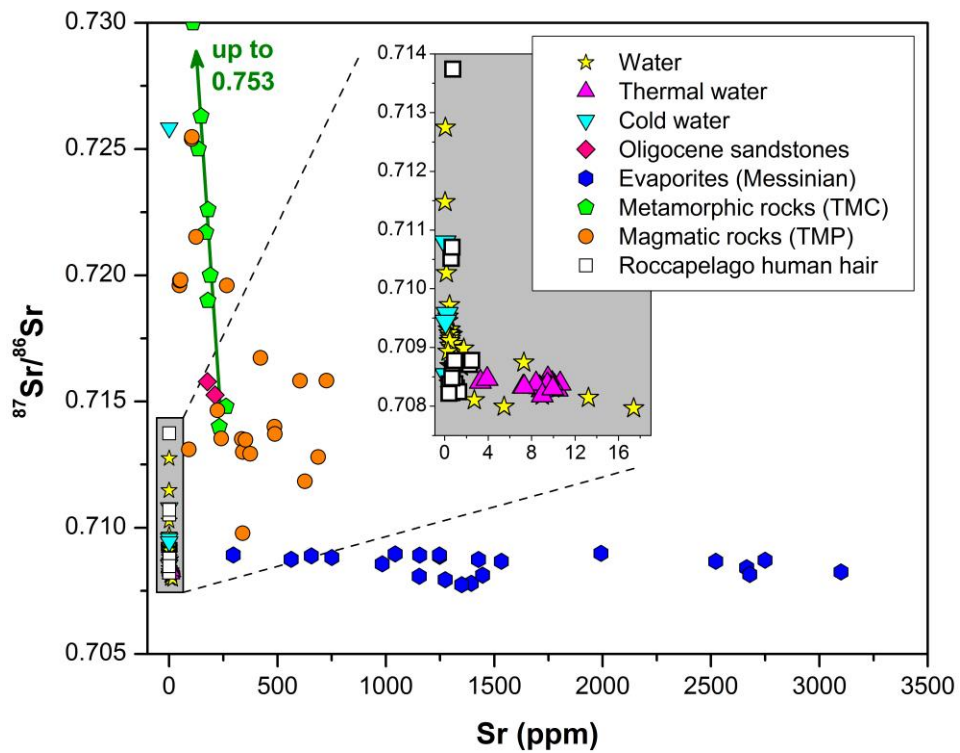 0.730
0.725
0.720
0.715
0.710
0.705
⁸⁷Sr/⁸⁶Sr
up to
0.753
0.714
0.713
0.712
0.711
0.710
0.709
0.708
0 4 8 12 16
Water
Thermal water
Cold water
Oligocene sandstones
Evaporites (Messinian)
Metamorphic rocks (TMC)
Magmatic rocks (TMP)
Roccapelago human hair
0 500 1000 1500 2000 2500 3000 3500
Sr (ppm)